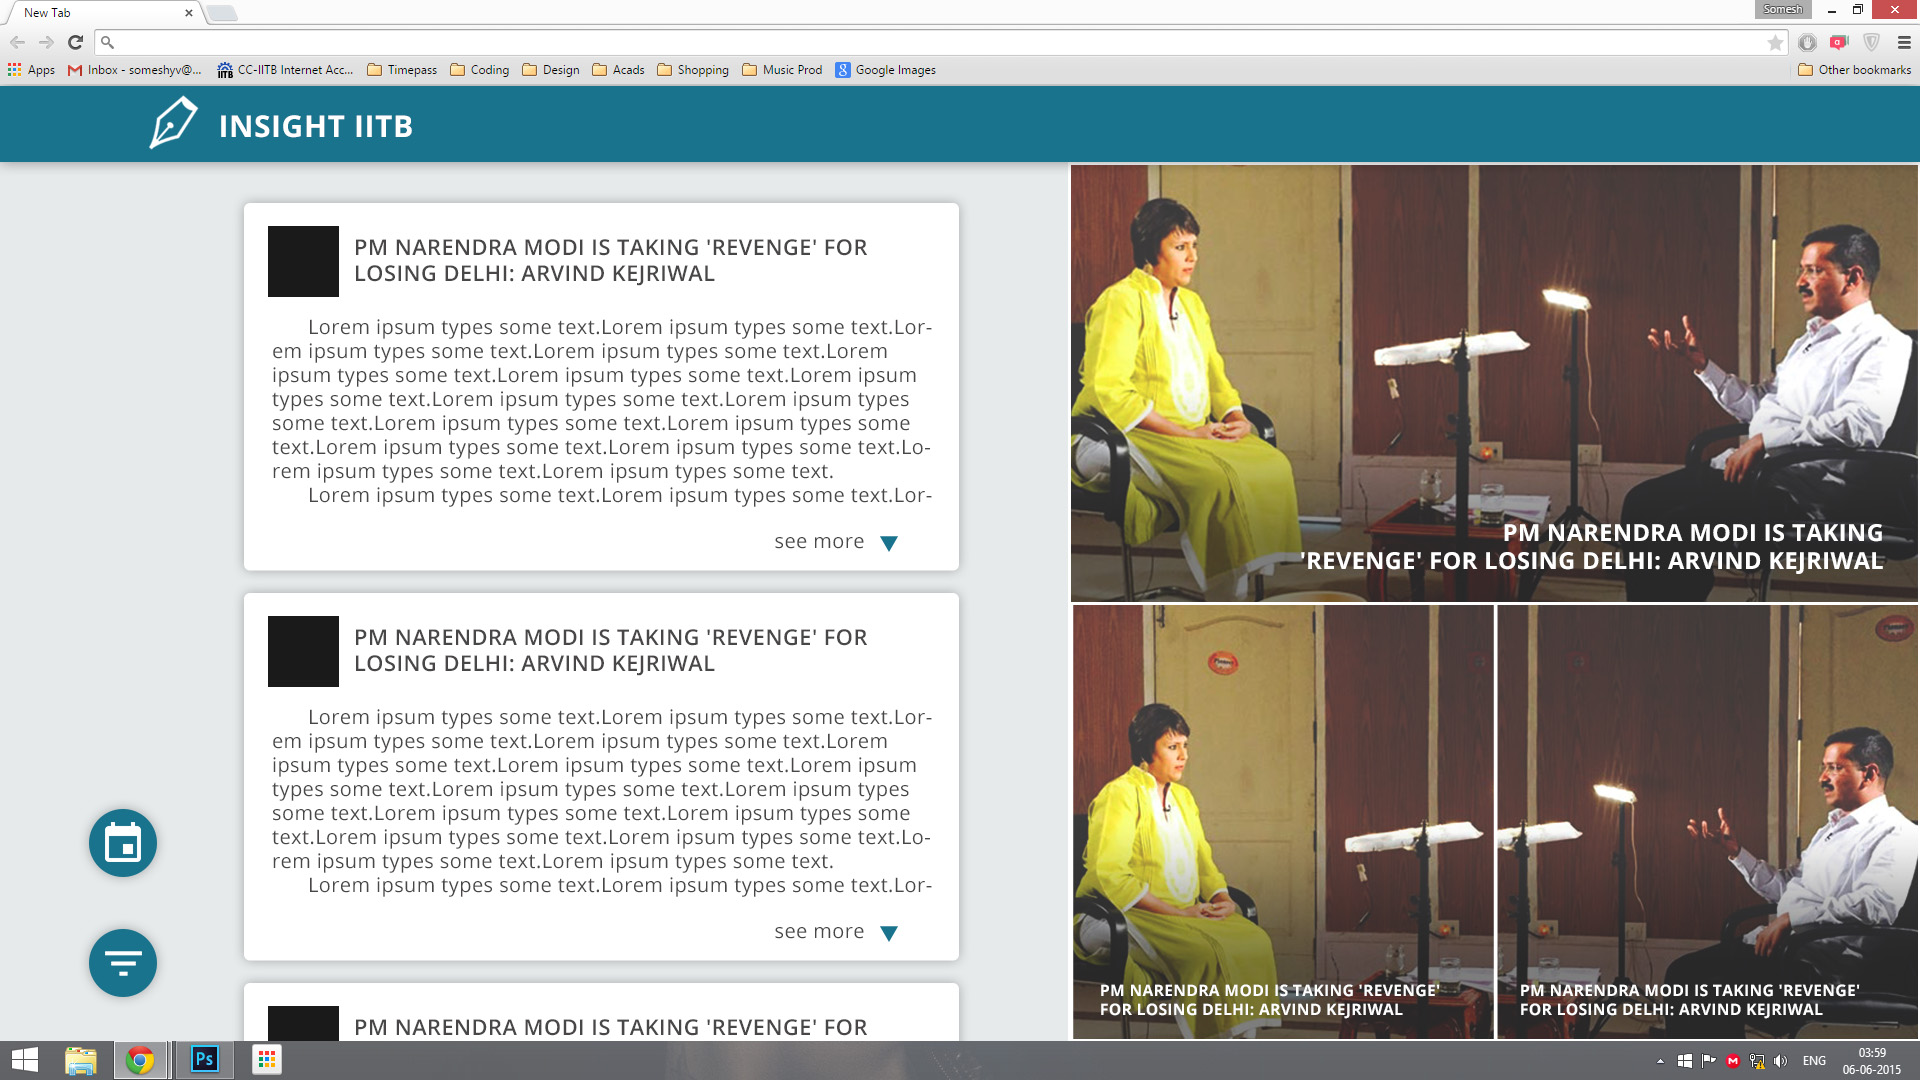 New Tab
Somesh
Apps
Inbox - someshyv@...
CC-IITB Internet Acc...
Timepass
Coding
Design
Acads
Shopping
Music Prod
Google Images
Other bookmarks
INSIGHT IITB
PM NARENDRA MODI IS TAKING 'REVENGE' FOR
LOSING DELHI: ARVIND KEJRIWAL
Lorem ipsum types some text.Lorem ipsum types some text.Lor-
em ipsum types some text.Lorem ipsum types some text.Lorem
ipsum types some text.Lorem ipsum types some text.Lorem ipsum
types some text.Lorem ipsum types some text.Lorem ipsum types
some text.Lorem ipsum types some text.Lorem ipsum types some
text.Lorem ipsum types some text.Lorem ipsum types some text.Lo-
rem ipsum types some text.Lorem ipsum types some text.
Lorem ipsum types some text.Lorem ipsum types some text.Lor-
see more
PM NARENDRA MODI IS TAKING 'REVENGE' FOR
LOSING DELHI: ARVIND KEJRIWAL
Lorem ipsum types some text.Lorem ipsum types some text.Lor-
em ipsum types some text.Lorem ipsum types some text.Lorem
ipsum types some text.Lorem ipsum types some text.Lorem ipsum
types some text.Lorem ipsum types some text.Lorem ipsum types
some text.Lorem ipsum types some text.Lorem ipsum types some
text.Lorem ipsum types some text.Lorem ipsum types some text.Lo-
rem ipsum types some text.Lorem ipsum types some text.
Lorem ipsum types some text.Lorem ipsum types some text.Lor-
see more
PM NARENDRA MODI IS TAKING 'REVENGE' FOR
PM NARENDRA MODI IS TAKING
'REVENGE' FOR LOSING DELHI: ARVIND KEJRIWAL
PM NARENDRA MODI IS TAKING 'REVENGE'
FOR LOSING DELHI: ARVIND KEJRIWAL
PM NARENDRA MODI IS TAKING 'REVENGE'
FOR LOSING DELHI: ARVIND KEJRIWAL
Ps
ENG
03:59
06-06-2015